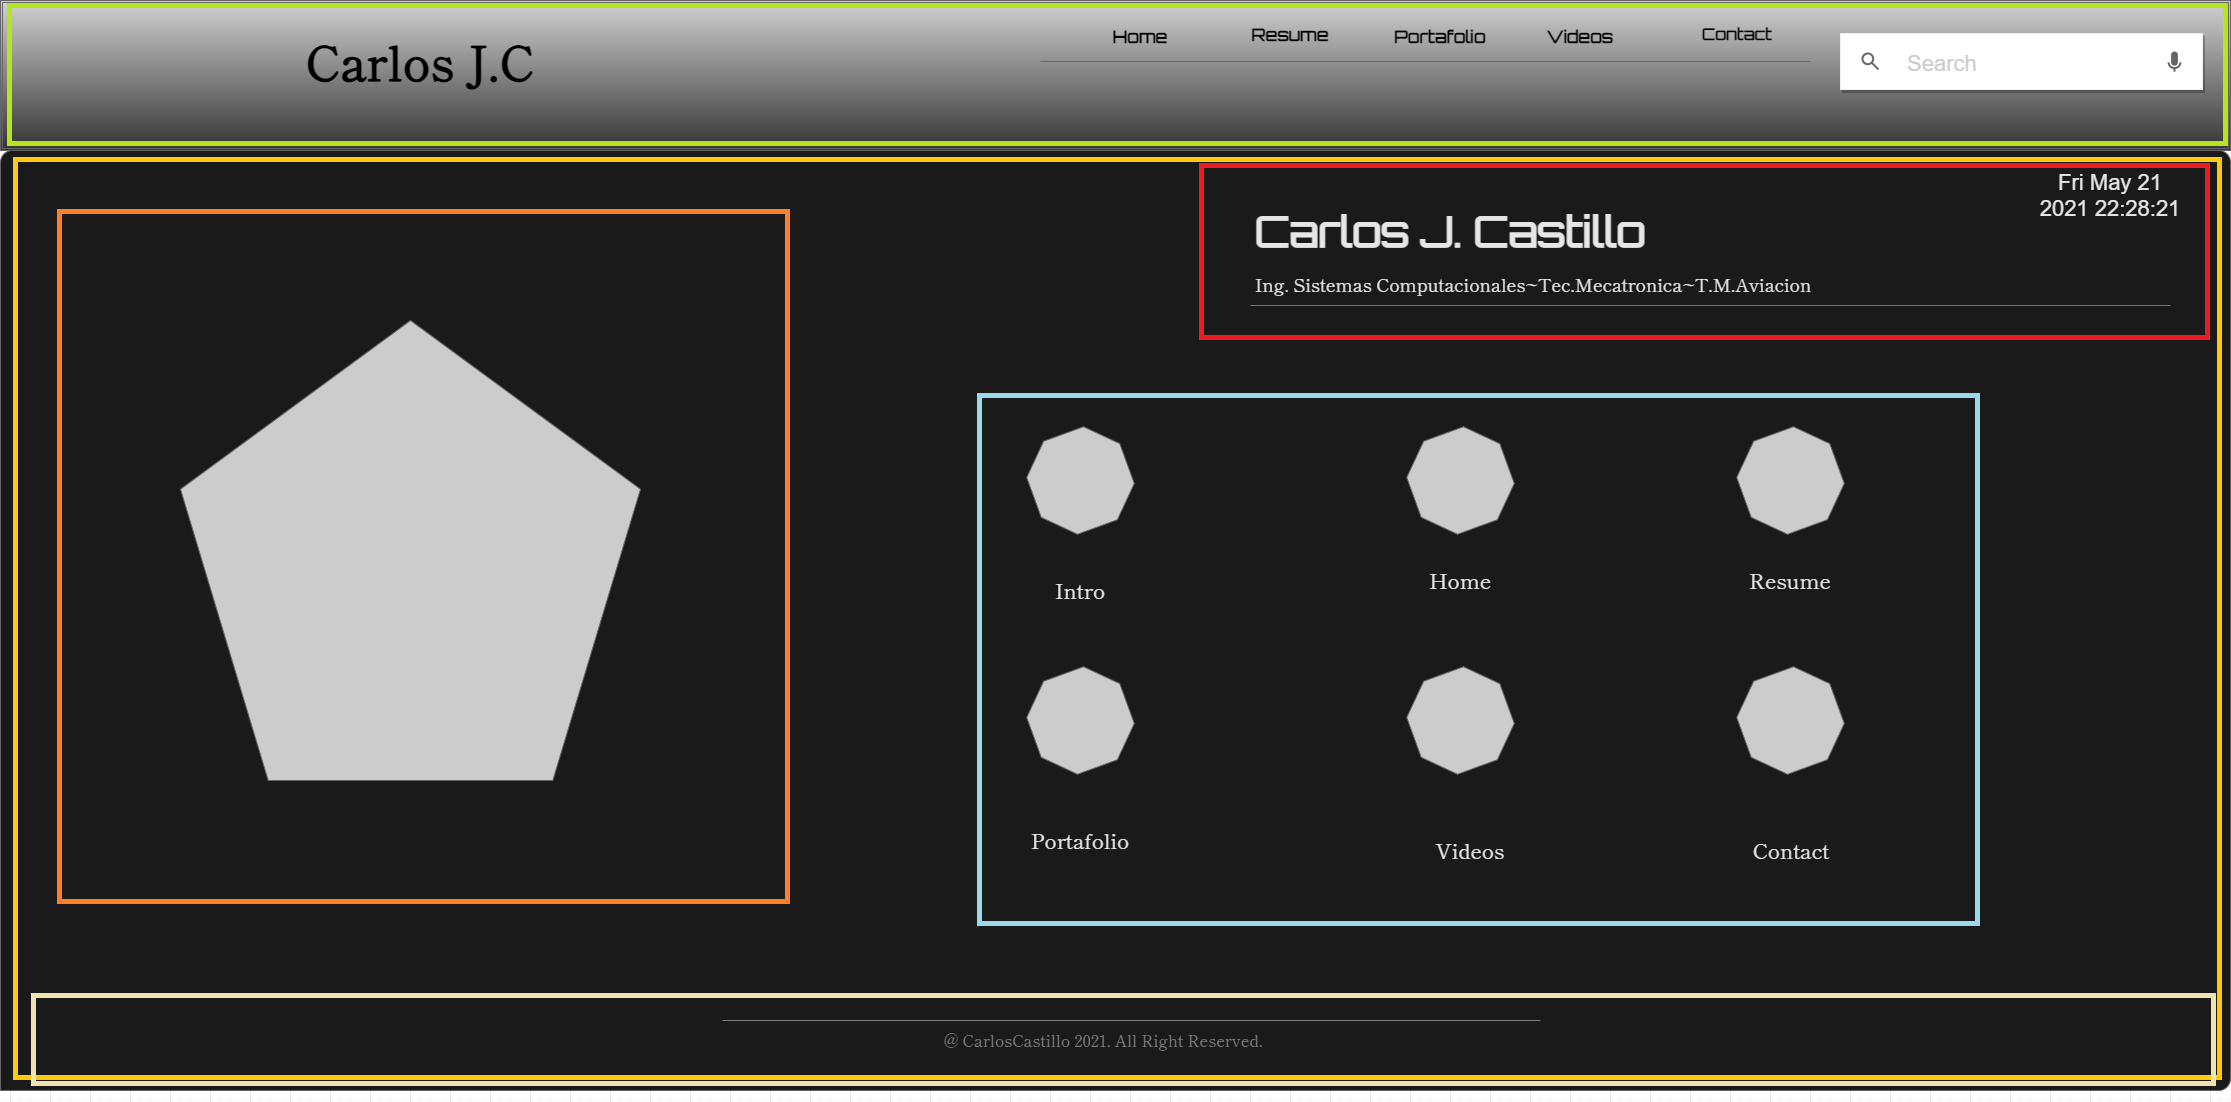 Carlos J.C
Home
Resume
Portafolio
Videos
Contact
Search
Fri May 21
2021 22:28:21
Carlos J. Castillo
Ing. Sistemas Computacionales~Tec.Mecatronica~T.M.Aviacion
Intro
Home
Resume
Portafolio
Videos
Contact
@ CarlosCastillo 2021. All Right Reserved.